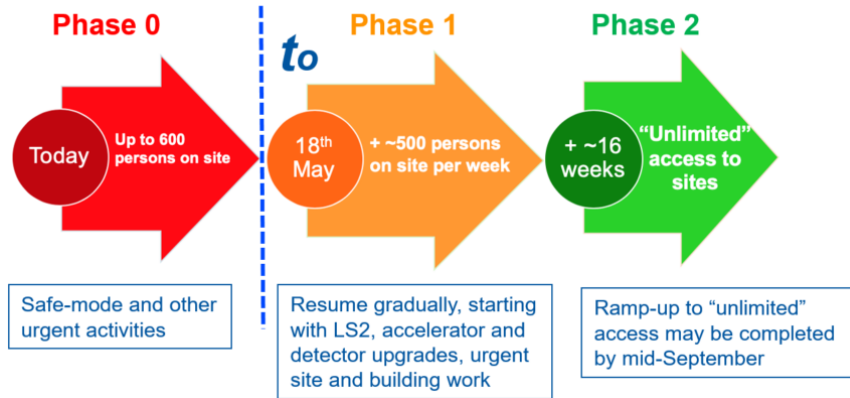 Phase 0
Today
Up to 600
persons on site
Safe-mode and other
urgent activities
to
Phase 1
18th
May
+ ~500 persons
on site per week
Resume gradually, starting
with LS2, accelerator and
detector upgrades, urgent
site and building work
Phase 2
+ ~16
weeks
“Unlimited”
access to
sites
Ramp-up to “unlimited”
access may be completed
by mid-September